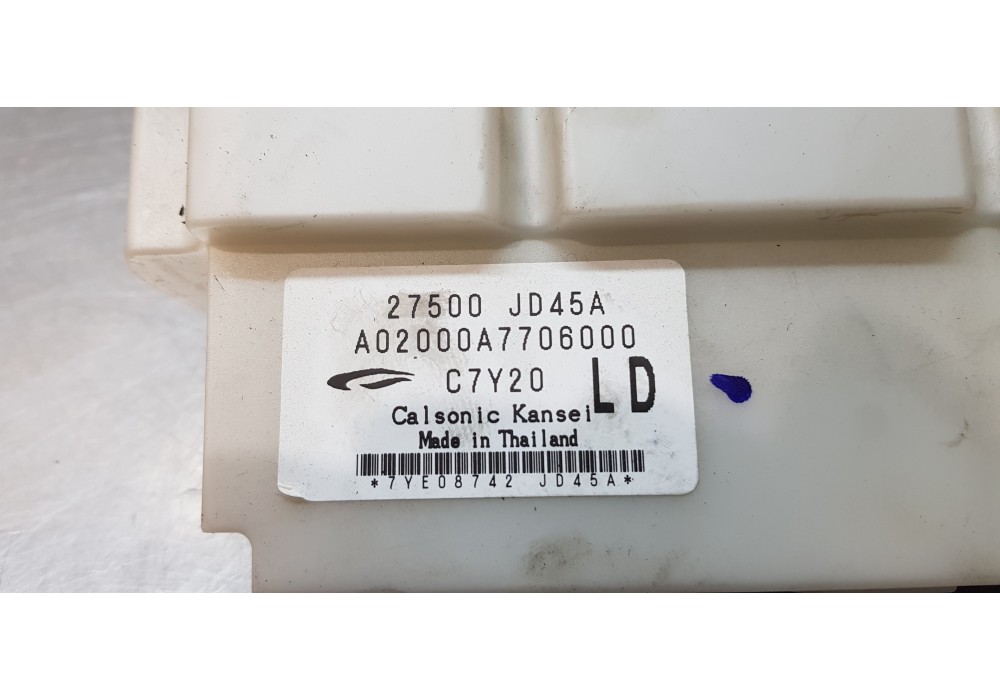 27500 JD45A
A02000A7706000
C7Y20 LD
Calsonic Kansei
Made in Thailand
*7YE08742 JD45A*